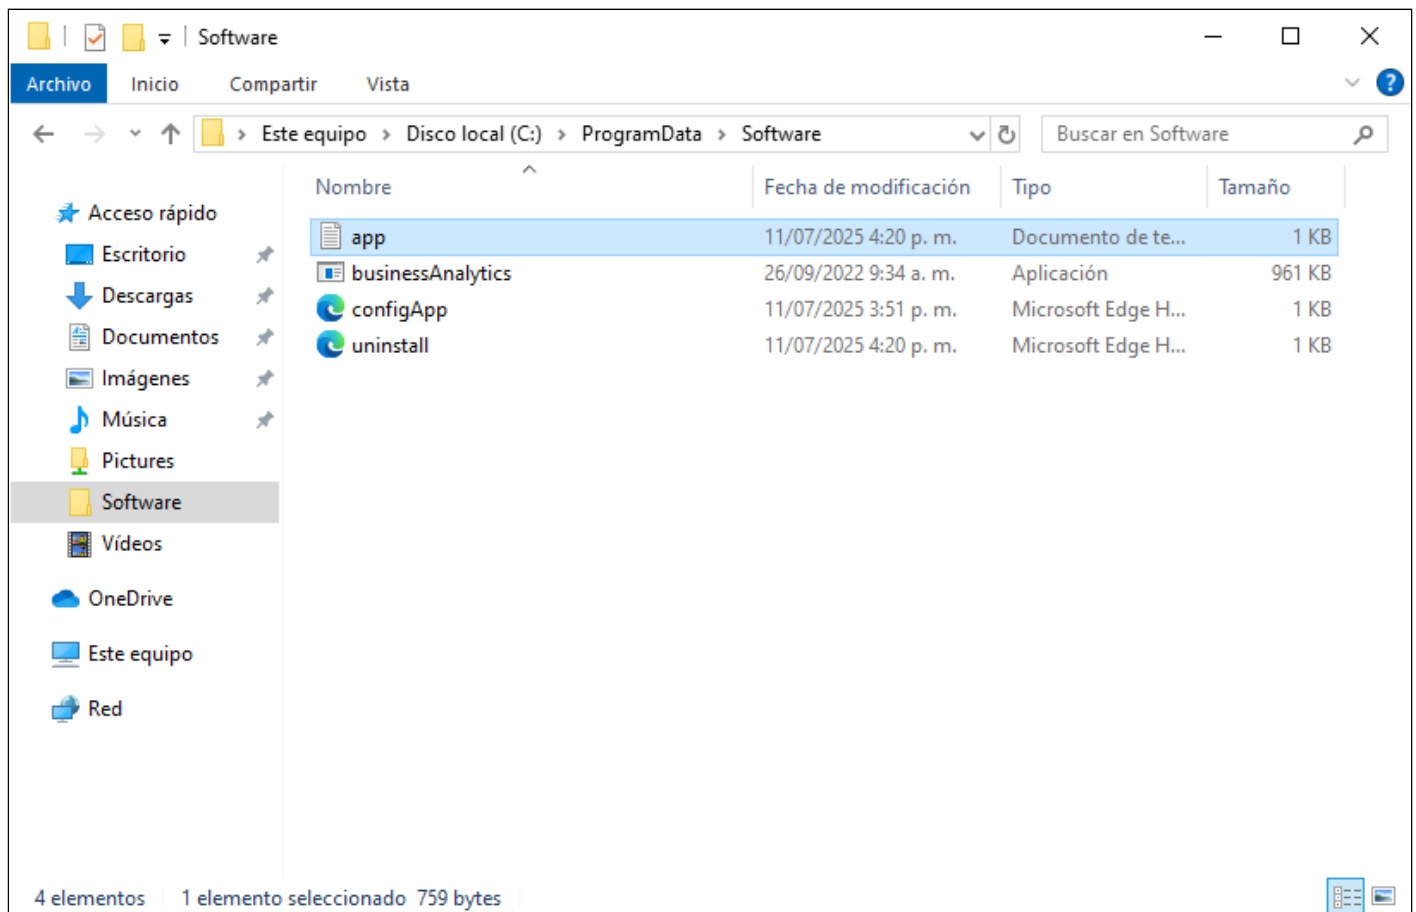 Software
Archivo Inicio Compartir Vista
Este equipo > Disco local (C:) > ProgramData > Software Buscar en Software
Nombre Fecha de modificación Tipo Tamaño
Acceso rápido
Escritorio
Descargas
Documentos
Imágenes
Música
Pictures
Software
Vídeos
OneDrive
Este equipo
Red
app 11/07/2025 4:20 p. m. Documento de te... 1 KB
businessAnalytics 26/09/2022 9:34 a. m. Aplicación 961 KB
configApp 11/07/2025 3:51 p. m. Microsoft Edge H... 1 KB
uninstall 11/07/2025 4:20 p. m. Microsoft Edge H... 1 KB
4 elementos 1 elemento seleccionado 759 bytes